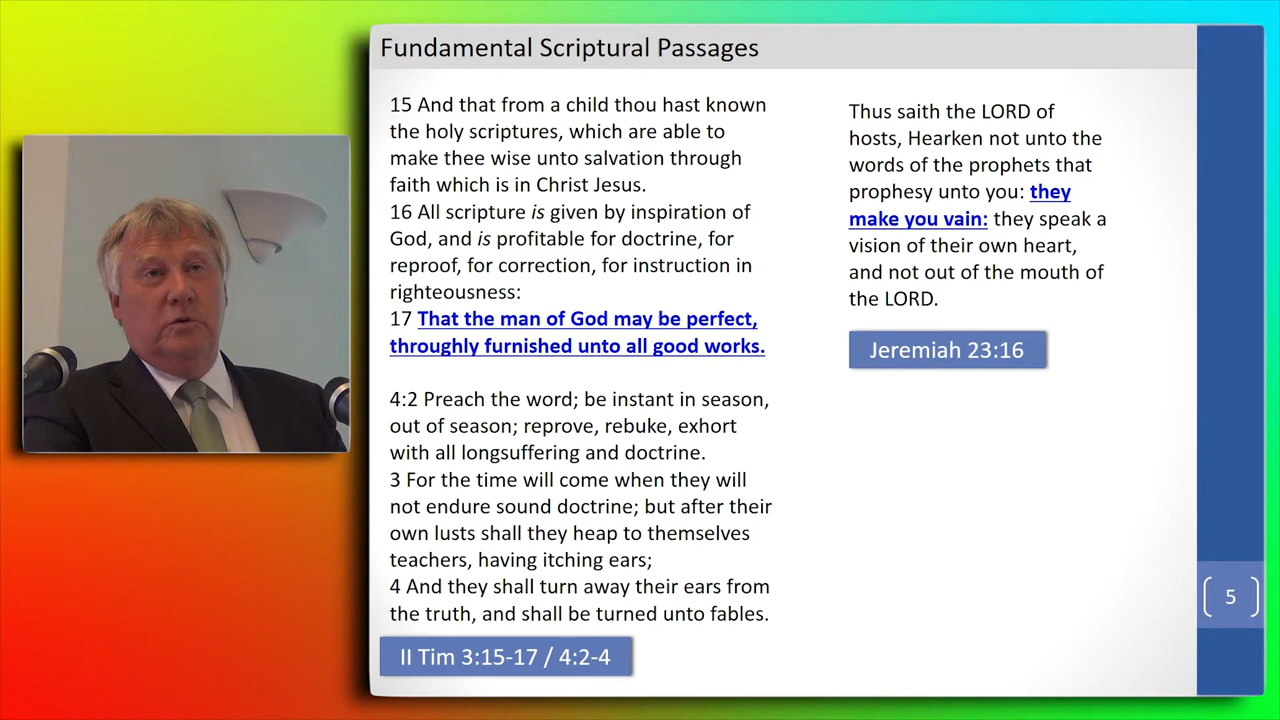 Fundamental Scriptural Passages
15 And that from a child thou hast known
the holy scriptures, which are able to
make thee wise unto salvation through
faith which is in Christ Jesus.
16 All scripture is given by inspiration of
God, and is profitable for doctrine, for
reproof, for correction, for instruction in
righteousness:
17 That the man of God may be perfect,
throughly furnished unto all good works.
4:2 Preach the word; be instant in season,
out of season; reprove, rebuke, exhort
with all longsuffering and doctrine.
3 For the time will come when they will
not endure sound doctrine; but after their
own lusts shall they heap to themselves
teachers, having itching ears;
4 And they shall turn away their ears from
the truth, and shall be turned unto fables.
II Tim 3:15-17 / 4:2-4
Thus saith the LORD of
hosts, Hearken not unto the
words of the prophets that
prophesy unto you: they
make you vain: they speak a
vision of their own heart,
and not out of the mouth of
the LORD.
Jeremiah 23:16
5